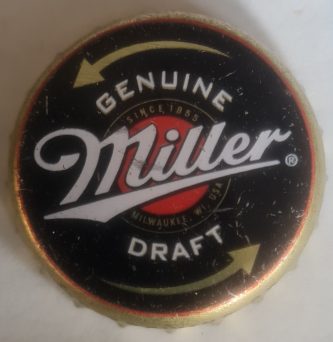 GENUINE
SINCE 1855
Miller®
MILWAUKEE, WI, USA
DRAFT